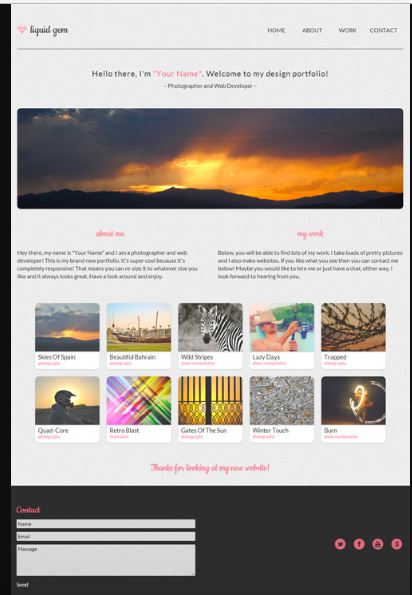 liquid gem
HOME ABOUT WORK CONTACT
Hello there, I'm "Your Name". Welcome to my design portfolio!
~ Photographer and Web Developer ~
about me
Hey there, my name is "Your Name" and I am a photographer and web
developer! This is my brand new portfolio. It's super cool because it's
completely responsive! That means you can re-size it to whatever size you
like and it always looks great. Have a look around and enjoy.
my work
Below, you will be able to find lots of my work. I take loads of pretty pictures
and I also make websites. If you like what you see then you can contact me
below! Maybe you would like to hire me or just have a chat, either way, I
look forward to hearing from you.
Skies Of Spain
photography
Beautiful Bahrain
photography
Wild Stripes
photo manipulation
Lazy Days
photo manipulation
Trapped
photography
Quad-Core
photography
Retro Blast
illustration
Gates Of The Sun
photography
Winter Touch
photography
Burn
photo manipulation
Thanks for looking at my new website!
Contact
Name
Email
Message
Send